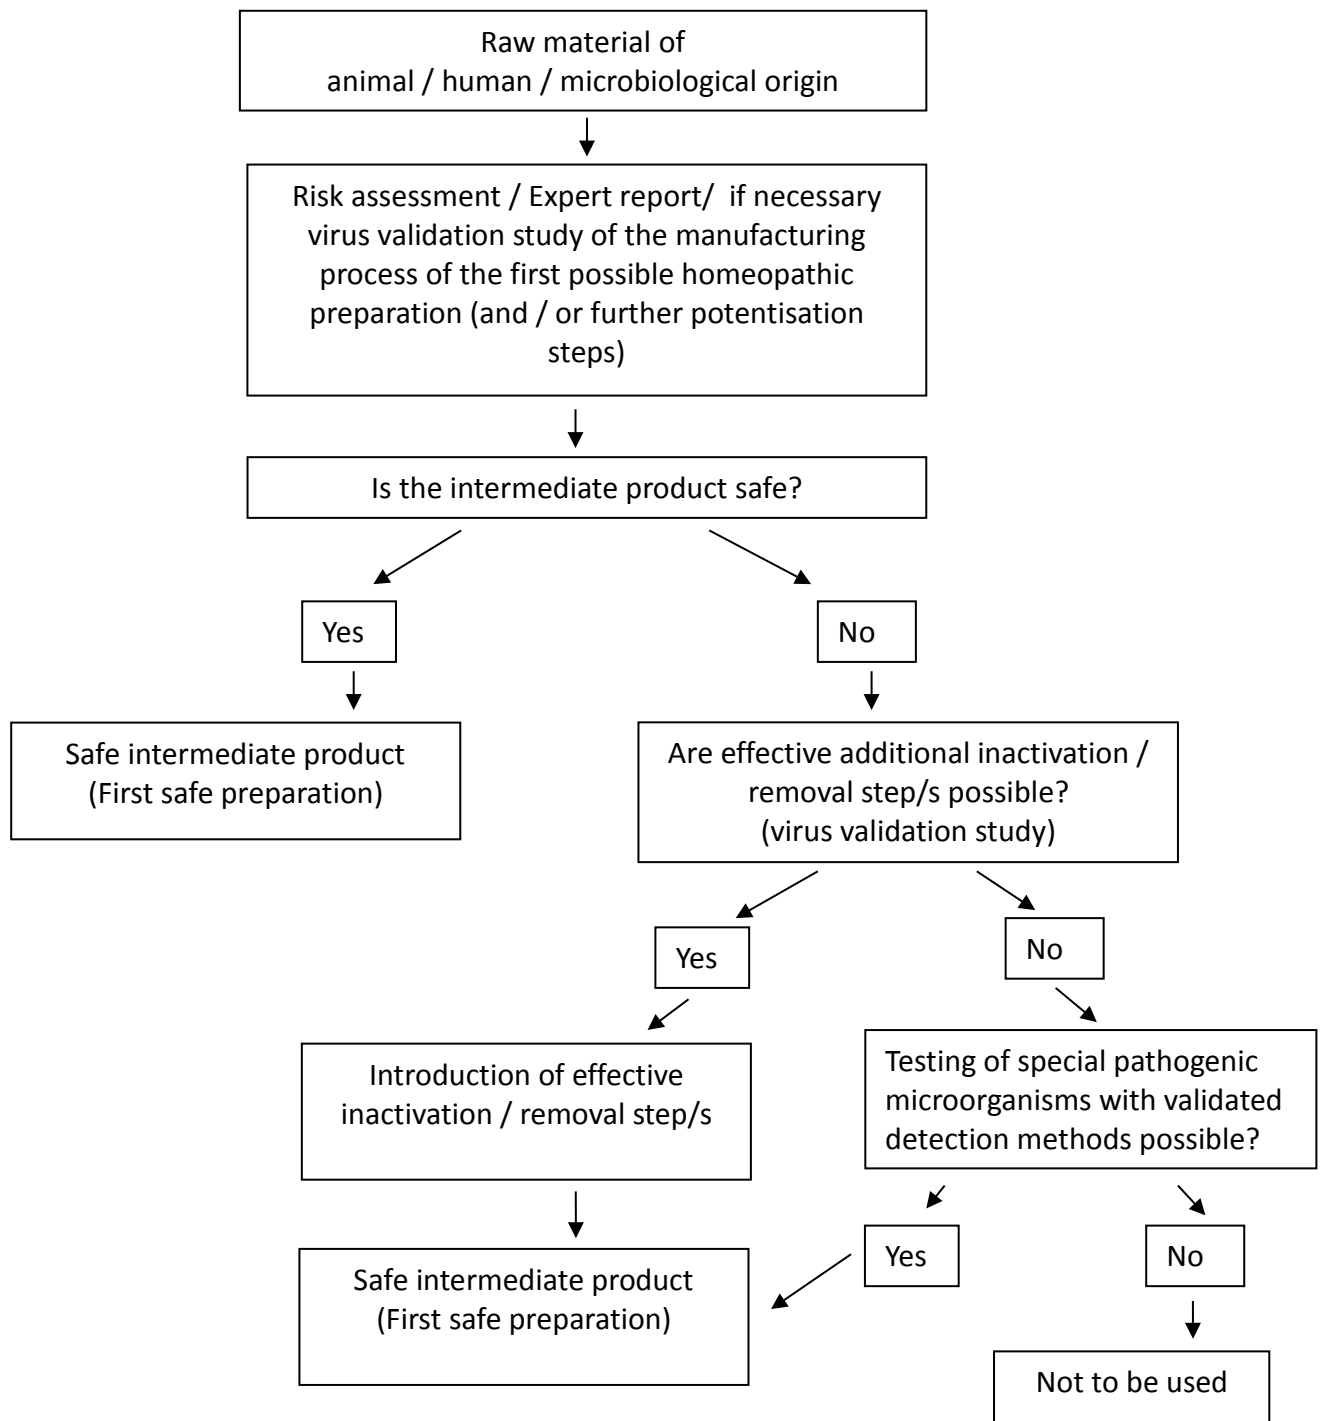 Raw material of
animal / human / microbiological origin
Risk assessment / Expert report/  if necessary
virus validation study of the manufacturing
process of the first possible homeopathic
preparation (and / or further potentisation
steps)
Is the intermediate product safe?
Yes
No
Safe intermediate product
(First safe preparation)
Are effective additional inactivation /
removal step/s possible?
(virus validation study)
Yes
No
Introduction of effective
inactivation / removal step/s
Testing of special pathogenic
microorganisms with validated
detection methods possible?
Yes
No
Safe intermediate product
(First safe preparation)
Not to be used